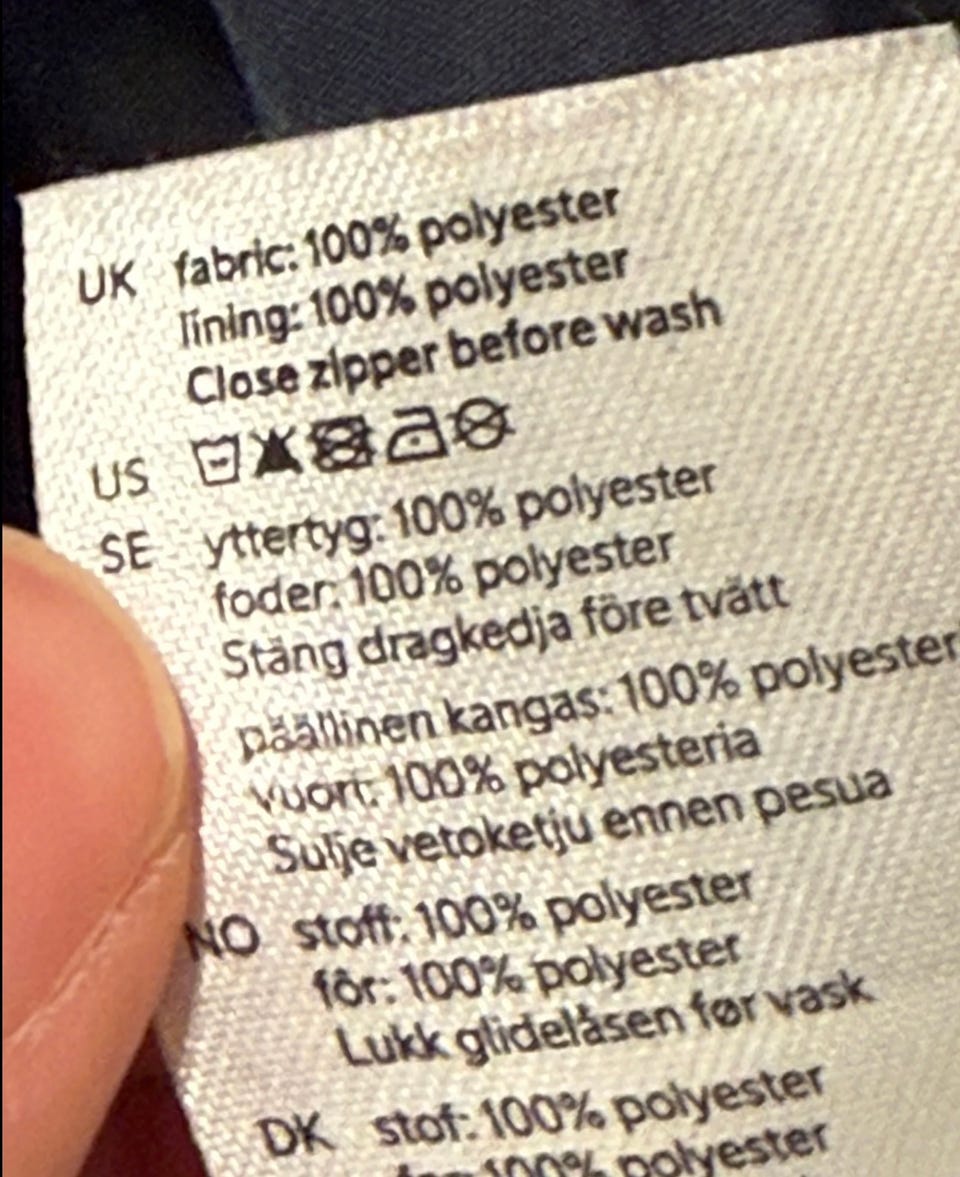 UK fabric: 100% polyester
lining: 100% polyester
Close zipper before wash
US
SE yttertyg: 100% polyester
foder: 100% polyester
Stäng dragkedja före tvätt
päällinen kangas: 100% polyester
vuori: 100% polyesteria
Sulje vetoketju ennen pesua
NO stoff: 100% polyester
fôr: 100% polyester
Lukk glidelåsen før vask
DK stof: 100% polyester
100% polyester